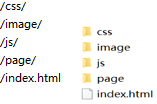 /css/
/image/
/js/
/page/
/index.html
css
image
js
page
index.html